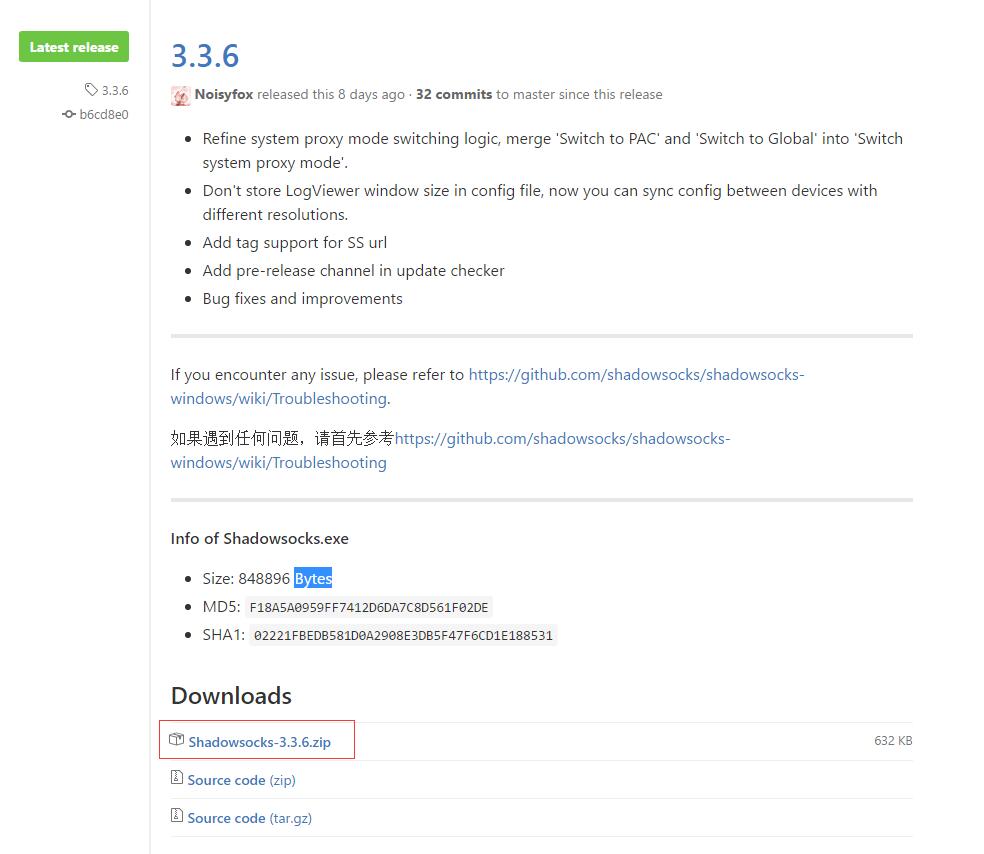 Latest release
3.3.6
b6cd8e0
3.3.6
Noisyfox released this 8 days ago · 32 commits to master since this release
Refine system proxy mode switching logic, merge 'Switch to PAC' and 'Switch to Global' into 'Switch
system proxy mode'.
Don't store LogViewer window size in config file, now you can sync config between devices with
different resolutions.
Add tag support for SS url
Add pre-release channel in update checker
Bug fixes and improvements
If you encounter any issue, please refer to https://github.com/shadowsocks/shadowsocks-
windows/wiki/Troubleshooting.
如果遇到任何问题，请首先参考https://github.com/shadowsocks/shadowsocks-
windows/wiki/Troubleshooting
Info of Shadowsocks.exe
Size: 848896 Bytes
MD5: F18A5A0959FF7412D6DA7C8D561F02DE
SHA1: 02221FBEDB581D0A2908E3DB5F47F6CD1E188531
Downloads
Shadowsocks-3.3.6.zip 632 KB
Source code (zip)
Source code (tar.gz)